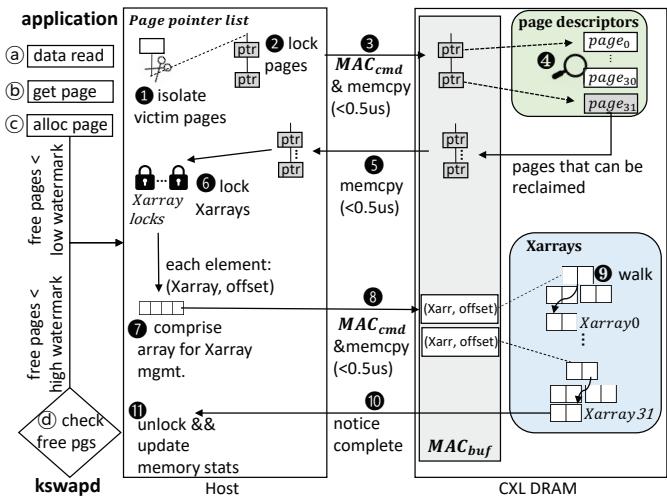 application
ⓐ data read
ⓑ get page
ⓒ alloc page
free pages <
low watermark
free pages <
high watermark
ⓓ check
free pgs
kswapd
Page pointer list
❶ isolate
victim pages
ptr
ptr
❷ lock
pages
❸
MACcmd
& memcpy
(<0.5us)
ptr
ptr
page descriptors
page0
❹
page30
page31
pages that can be
reclaimed
ptr
ptr
❺
memcpy
(<0.5us)
ptr
ptr
❻ lock
Xarrays
Xarray
locks
each element:
(Xarray, offset)
❼ comprise
array for Xarray
mgmt.
❽
MACcmd
&memcpy
(<0.5us)
(Xarr, offset)
(Xarr, offset)
Xarrays
❾ walk
Xarray0
Xarray31
❿
notice
complete
⓫
unlock &&
update
memory stats
MACbuf
Host
CXL DRAM